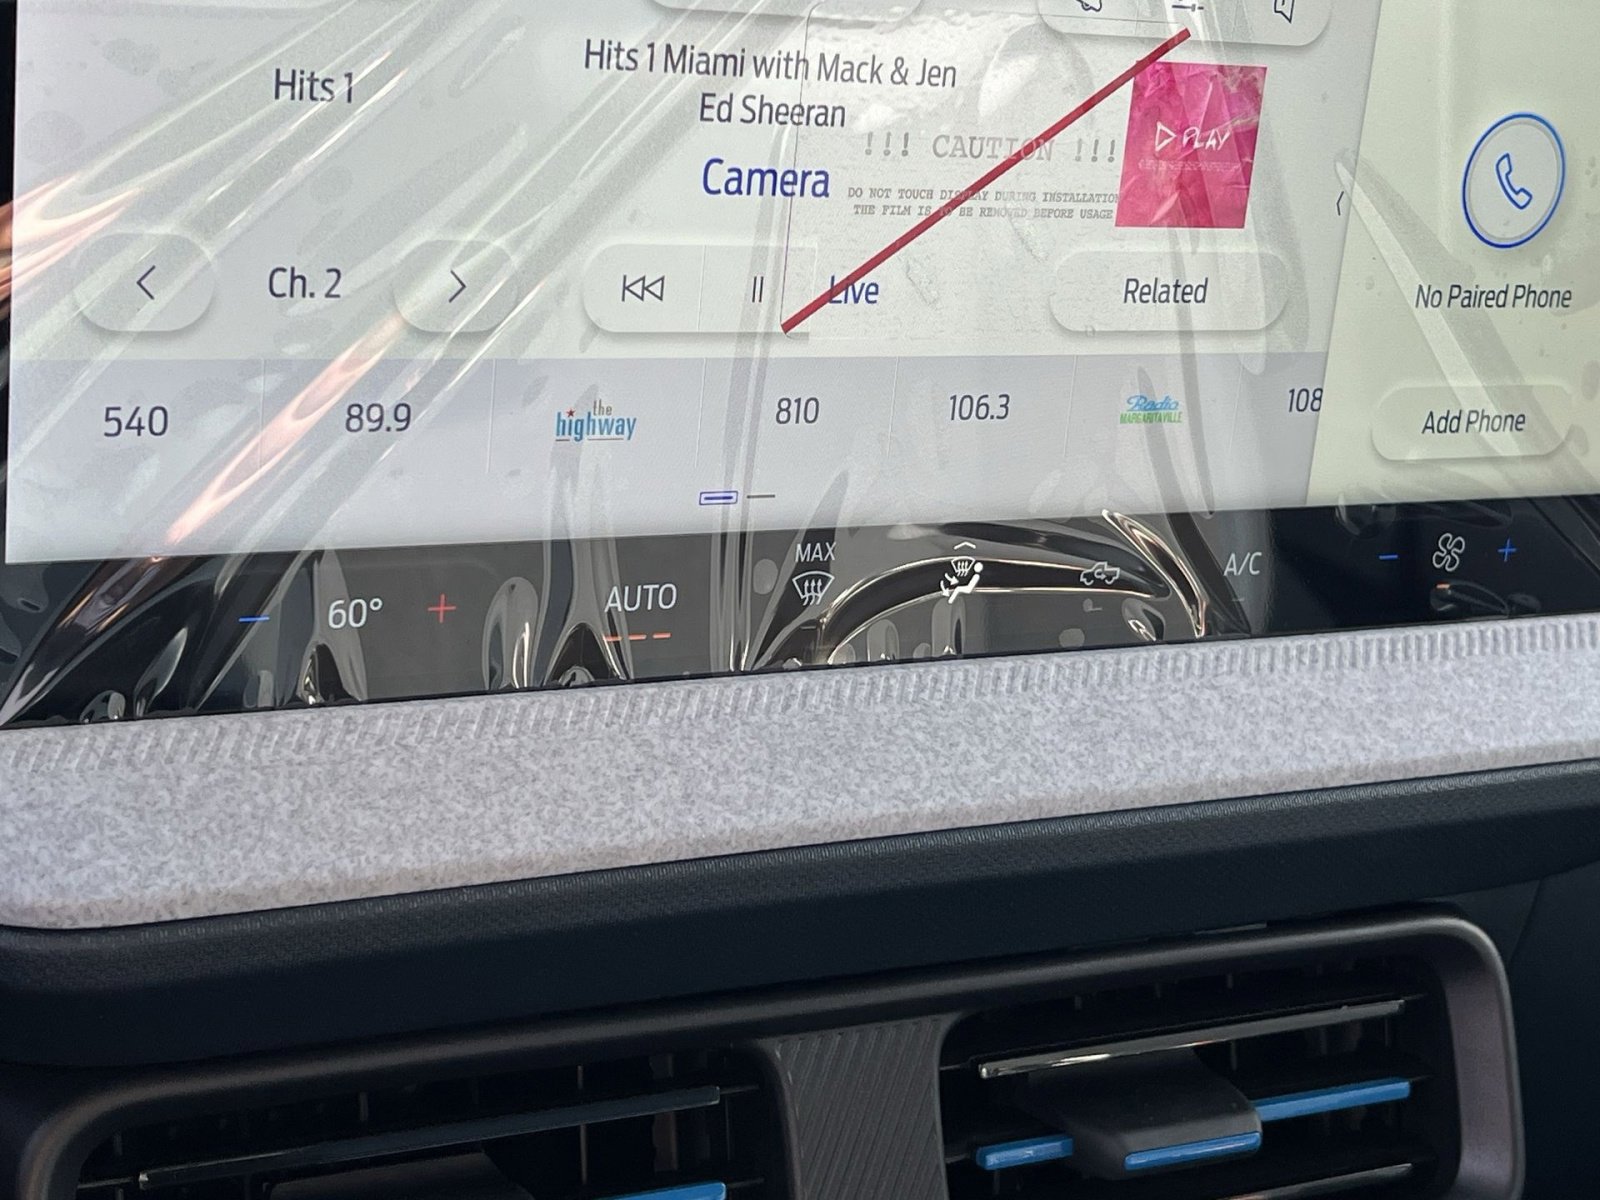 Hits 1
Hits 1 Miami with Mack & Jen
Ed Sheeran
Camera
!!! CAUTION !!!
DO NOT TOUCH DISPLAY DURING INSTALLATION
THE FILM IS TO BE REMOVED BEFORE USAGE
PLAY
Ch. 2
Live
Related
No Paired Phone
Add Phone
540
89.9
the
highway
810
106.3
Radio
MARGARITAVILLE
108
60°
AUTO
MAX
A/C